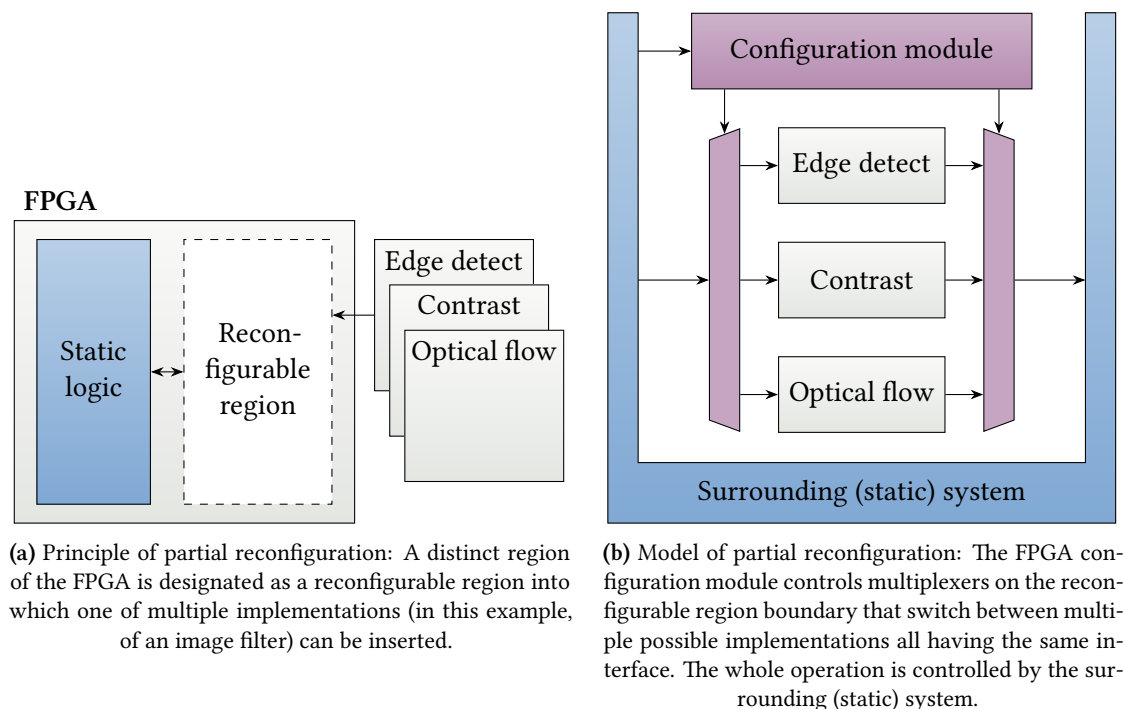 FPGA
Static
logic
Recon-
figurable
region
Edge detect
Contrast
Optical flow
(a) Principle of partial reconfiguration: A distinct region
of the FPGA is designated as a reconfigurable region into
which one of multiple implementations (in this example,
of an image filter) can be inserted.
Configuration module
Edge detect
Contrast
Optical flow
Surrounding (static) system
(b) Model of partial reconfiguration: The FPGA con-
figuration module controls multiplexers on the recon-
figurable region boundary that switch between multi-
ple possible implementations all having the same in-
terface. The whole operation is controlled by the sur-
rounding (static) system.